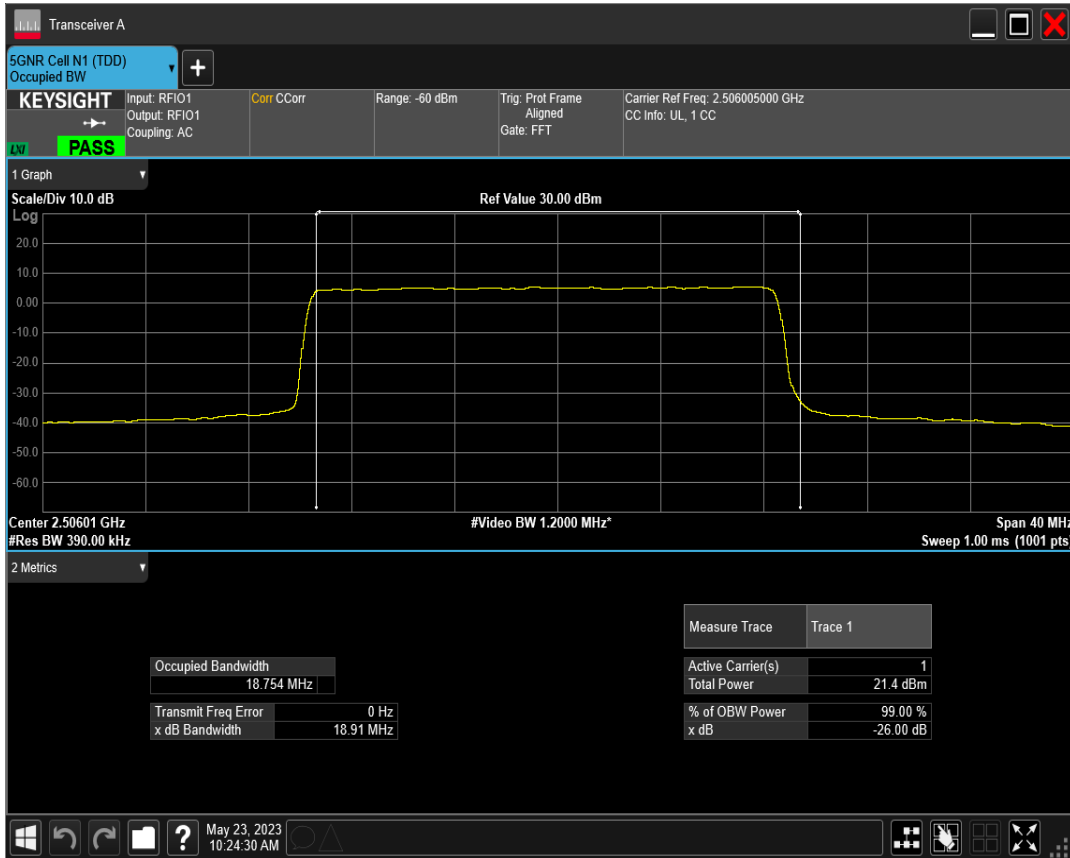 Transceiver A
5GNR Cell N1 (TDD)
Occupied BW
+
KEYSIGHT
LXI
PASS
Input: RFIO1
Output: RFIO1
Coupling: AC
Corr CCorr
Range: -60 dBm
Trig: Prot Frame
Aligned
Gate: FFT
Carrier Ref Freq: 2.506005000 GHz
CC Info: UL, 1 CC
1 Graph
Scale/Div 10.0 dB
Ref Value 30.00 dBm
Log
20.0
10.0
0.00
-10.0
-20.0
-30.0
-40.0
-50.0
-60.0
Center 2.50601 GHz
#Video BW 1.2000 MHz*
Span 40 MHz
#Res BW 390.00 kHz
Sweep 1.00 ms (1001 pts)
2 Metrics
Measure Trace Trace 1
Occupied Bandwidth
18.754 MHz
Active Carrier(s) 1
Total Power 21.4 dBm
Transmit Freq Error 0 Hz
x dB Bandwidth 18.91 MHz
% of OBW Power 99.00 %
x dB -26.00 dB
?
May 23, 2023
10:24:30 AM